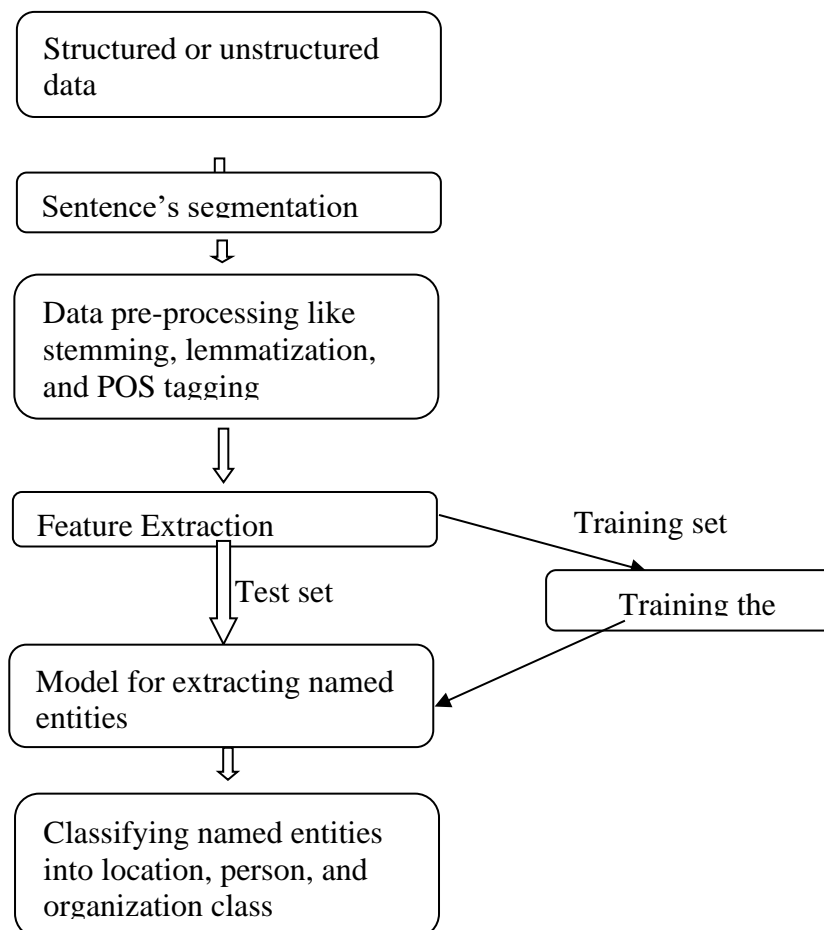 Structured or unstructured
data
Sentence’s segmentation
Data pre-processing like
stemming, lemmatization,
and POS tagging
Feature Extraction
Training set
Test set
Training the
Model for extracting named
entities
Classifying named entities
into location, person, and
organization class